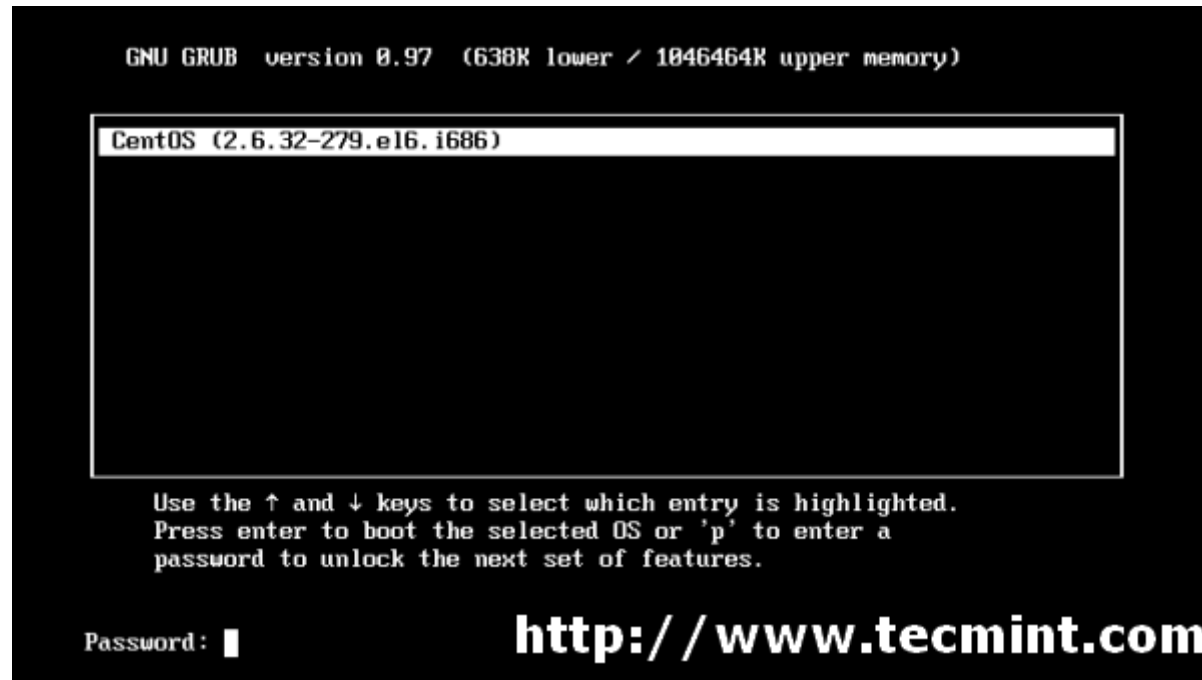 GNU GRUB  version 0.97  (638K lower / 1046464K upper memory)
CentOS (2.6.32-279.el6.i686)
Use the ↑ and ↓ keys to select which entry is highlighted.
Press enter to boot the selected OS or 'p' to enter a
password to unlock the next set of features.
Password:
http://www.tecmint.com